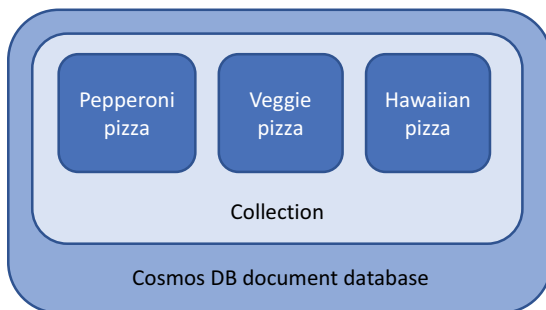 Pepperoni
pizza
Veggie
pizza
Hawaiian
pizza
Collection
Cosmos DB document database